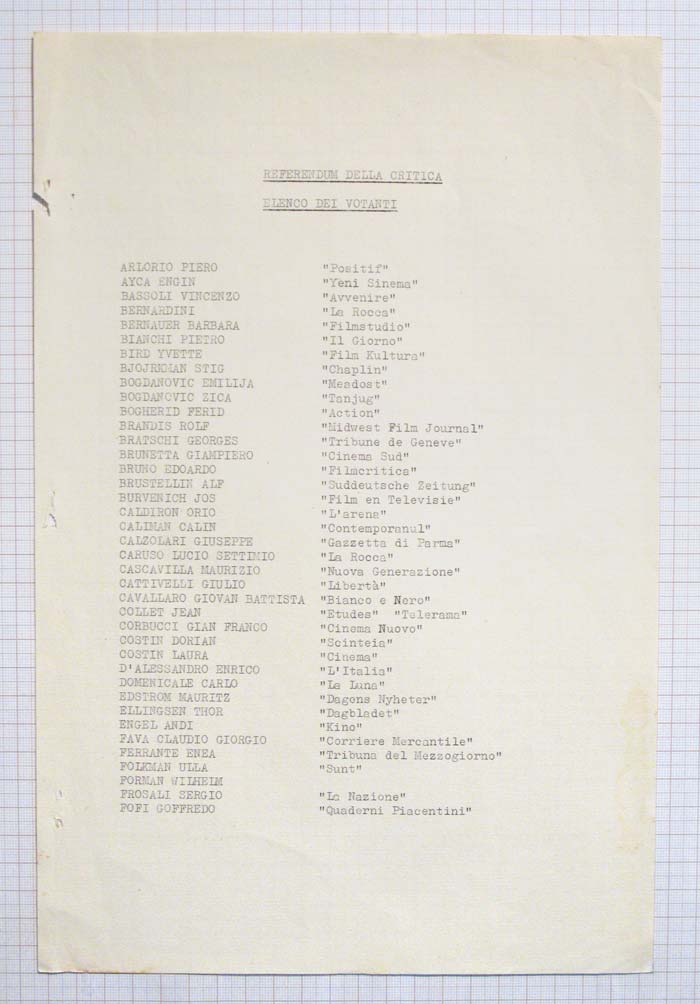 REFERENDUM DELLA CRITICA
ELENCO DEI VOTANTI
ARLORIO PIERO "Positif"
AYCA ENGIN "Yeni Sinema"
BASSOLI VINCENZO "Avvenire"
BERNARDINI "La Rocca"
BERNAUER BARBARA "Filmstudio"
BIANCHI PIETRO "Il Giorno"
BIRD YVETTE "Film Kultura"
BJOJRKMAN STIG "Chaplin"
BOGDANOVIC EMILIJA "Meadost"
BOGDANOVIC ZICA "Tanjug"
BOGHERID FERID "Action"
BRANDIS ROLF "Midwest Film Journal"
BRATSCHI GEORGES "Tribune de Geneve"
BRUNETTA GIAMPIERO "Cinema Sud"
BRUNO EDOARDO "Filmcritica"
BRUSTELLIN ALF "Suddeutsche Zeitung"
BURVENICH JOS "Film en Televisie"
CALDIRON ORIO "L'arena"
CALIMAN CALIN "Contemporanul"
CALZOLARI GIUSEPPE "Gazzetta di Parma"
CARUSO LUCIO SETTIMIO "La Rocca"
CASCAVILLA MAURIZIO "Nuova Generazione"
CATTIVELLI GIULIO "Libertà"
CAVALLARO GIOVAN BATTISTA "Bianco e Nero"
COLLET JEAN "Etudes" "Telerama"
CORBUCCI GIAN FRANCO "Cinema Nuovo"
COSTIN DORIAN "Scinteia"
COSTIN LAURA "Cinema"
D'ALESSANDRO ENRICO "L'Italia"
DOMENICALE CARLO "La Luna"
EDSTROM MAURITZ "Dagens Nyheter"
ELLINGSEN THOR "Dagbladet"
ENGEL ANDI "Kino"
FAVA CLAUDIO GIORGIO "Corriere Mercantile"
FERRANTE ENEA "Tribuna del Mezzogiorno"
FOLKMAN ULLA "Sunt"
FORMAN WILHELM
FROSALI SERGIO "La Nazione"
FOFI GOFFREDO "Quaderni Piacentini"